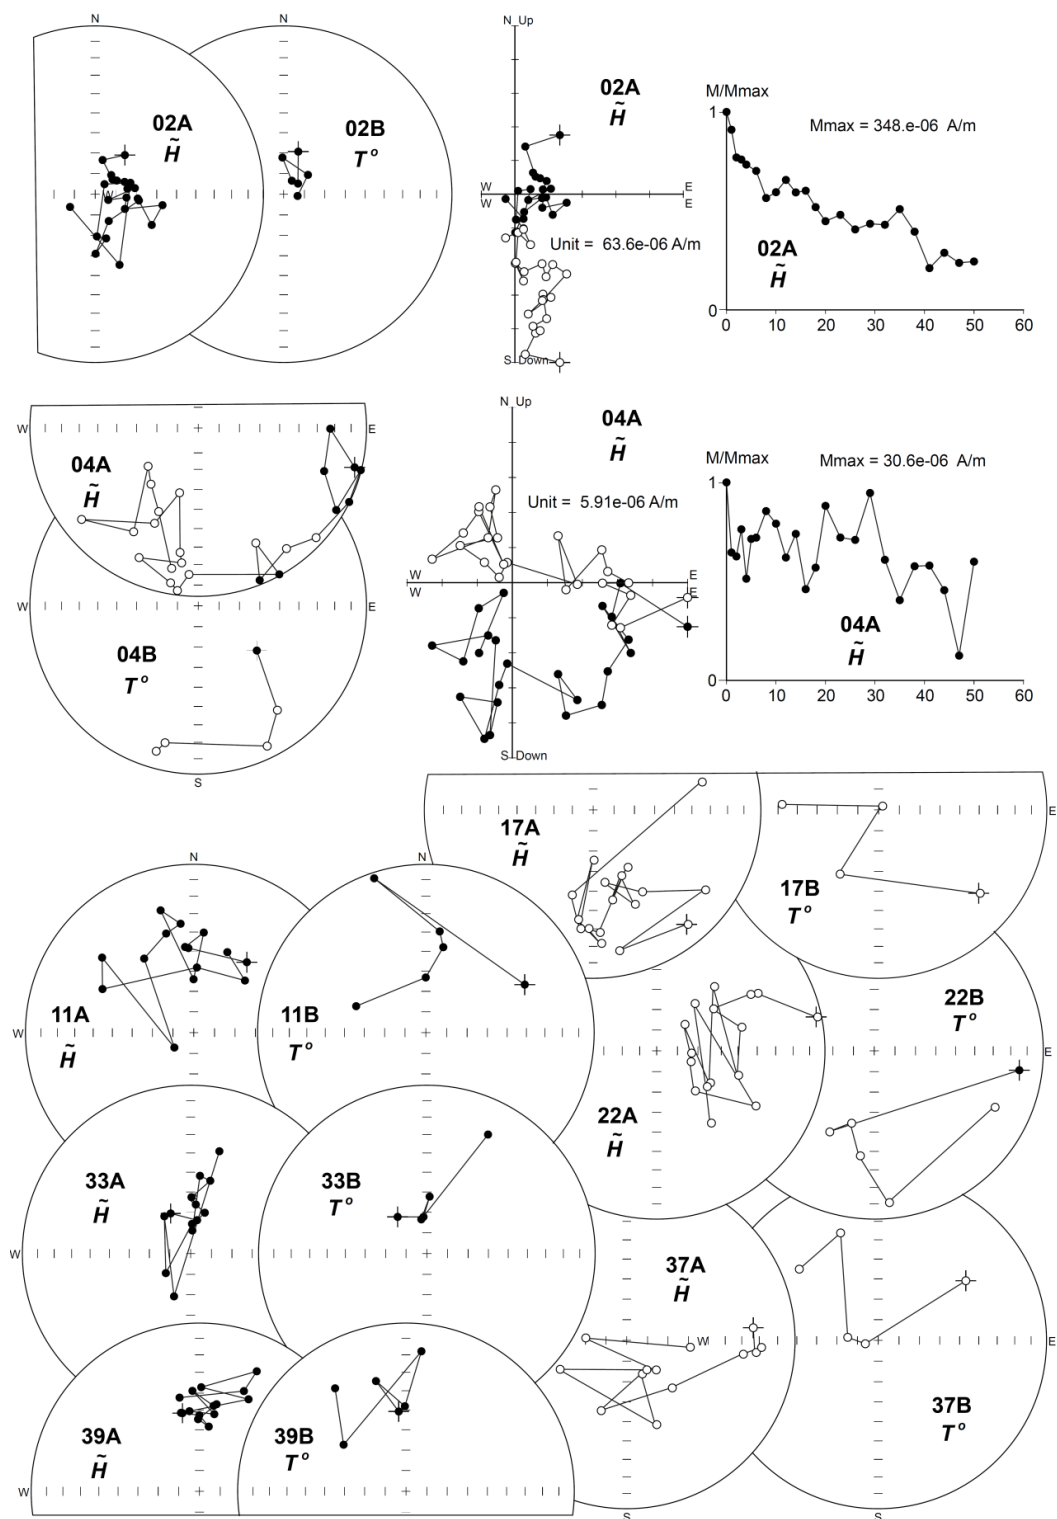 N
N
N Up
02A
H̃
02B
T°
02A
H̃
M/Mmax
1
Mmax = 348.e-06 A/m
W
W
W
E
E
Unit = 63.6e-06 A/m
02A
H̃
S Down
0
0 10 20 30 40 50 60
N Up
W
E
04A
H̃
04A
H̃
M/Mmax
Mmax = 30.6e-06 A/m
1
Unit = 5.91e-06 A/m
W
W
E
E
W
E
04B
T°
04A
H̃
0
0 10 20 30 40 50 60
S Down
S
17A
H̃
E
N
N
17B
T°
11A
H̃
11B
T°
22B
T°
W
E
22A
H̃
33A
H̃
33B
T°
W
37A
H̃
W
E
37B
T°
39A
H̃
39B
T°
W
S
S